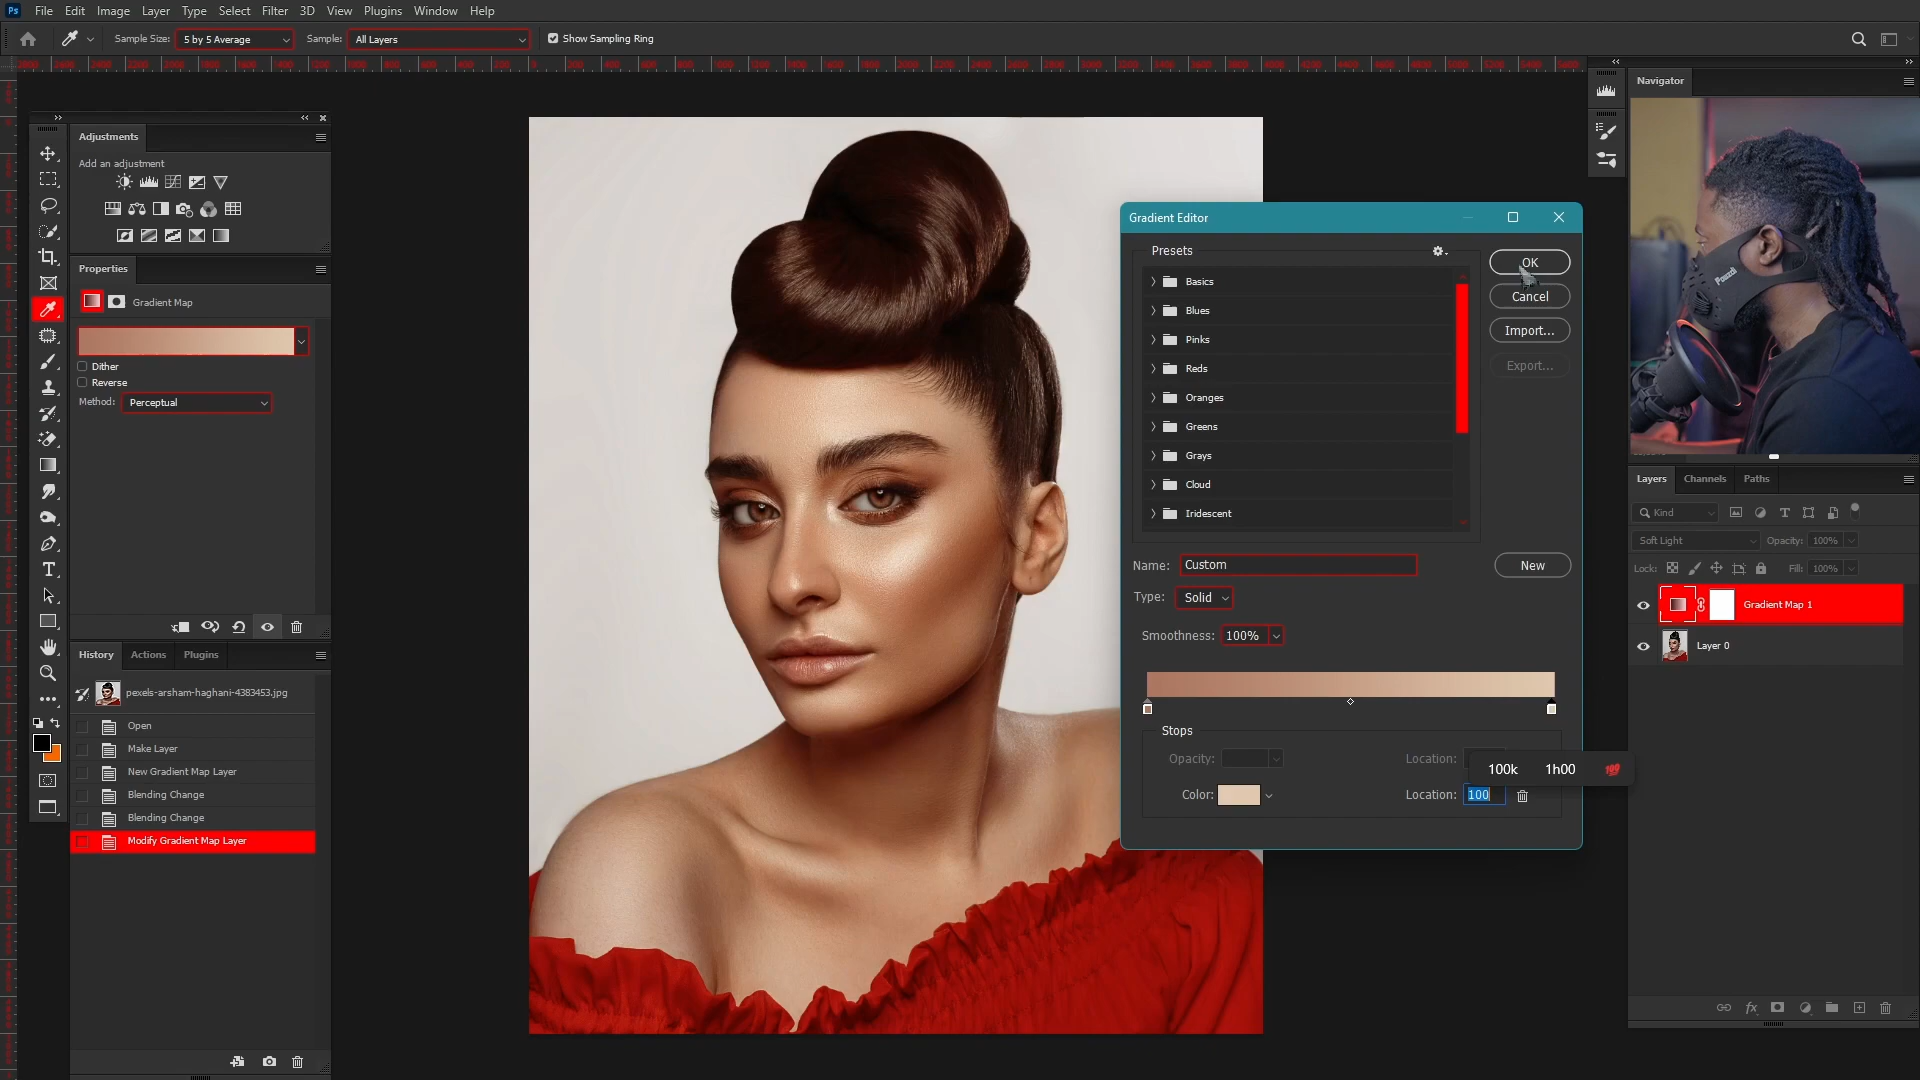 Ps File Edit Image Layer Type Select Filter 3D View Plugins Window Help
Sample Size: 5 by 5 Average Sample: All Layers Show Sampling Ring
Adjustments
Add an adjustment
Properties
Gradient Map
Dither
Reverse
Method: Perceptual
History Actions Plugins
pexels-arsham-haghani-4383453.jpg
Open
Make Layer
New Gradient Map Layer
Blending Change
Blending Change
Modify Gradient Map Layer
Gradient Editor
Presets
Basics
Blues
Pinks
Reds
Oranges
Greens
Grays
Cloud
Iridescent
OK
Cancel
Import...
Export...
Name: Custom
New
Type: Solid
Smoothness: 100%
Stops
Opacity: Location:
100k 1h00 💯
Color: Location: 100
Navigator
Layers Channels Paths
Kind
Soft Light Opacity: 100%
Lock: Fill: 100%
Gradient Map 1
Layer 0